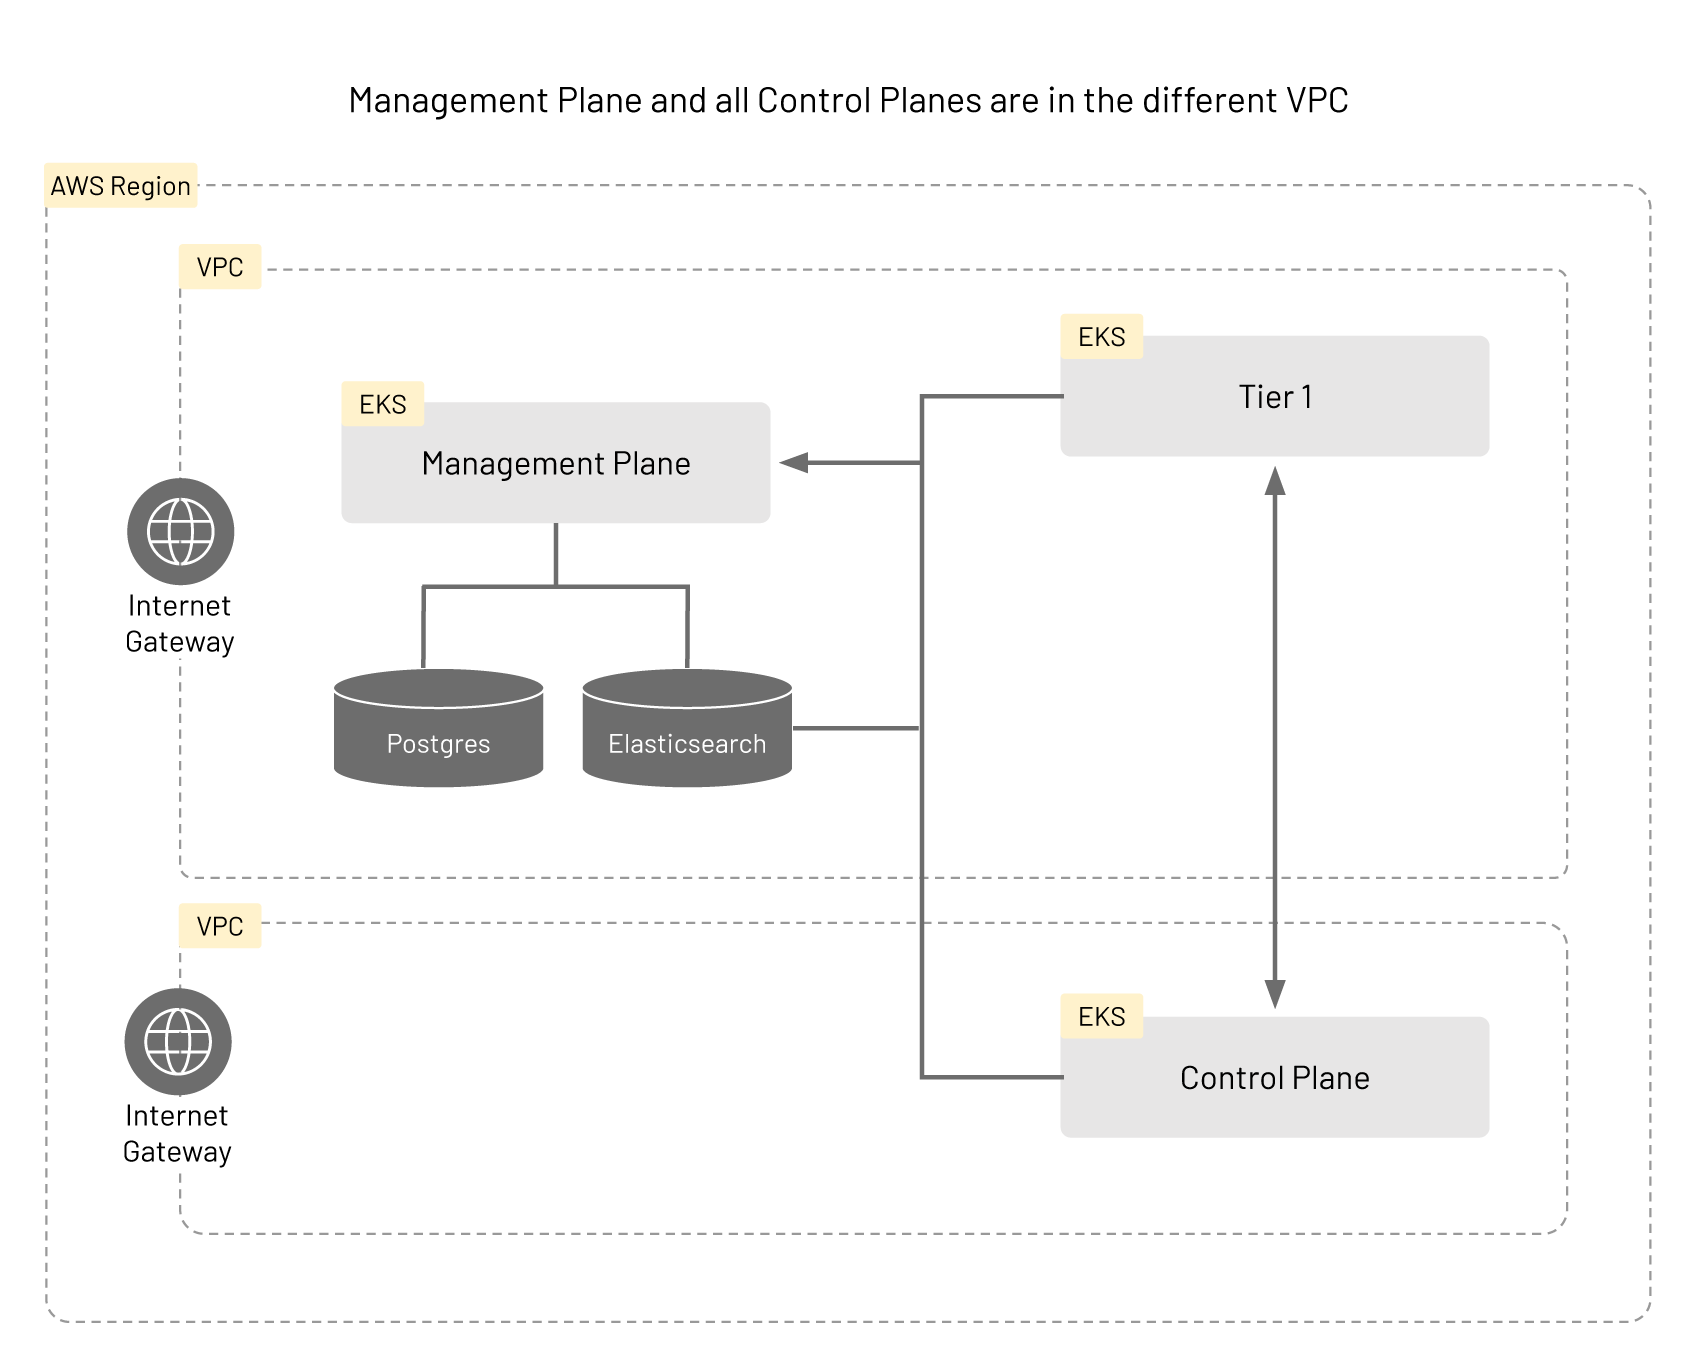 Management Plane and all Control Planes are in the different VPC
AWS Region
VPC
EKS
Tier 1
EKS
Management Plane
Internet
Gateway
Postgres
Elasticsearch
VPC
EKS
Control Plane
Internet
Gateway